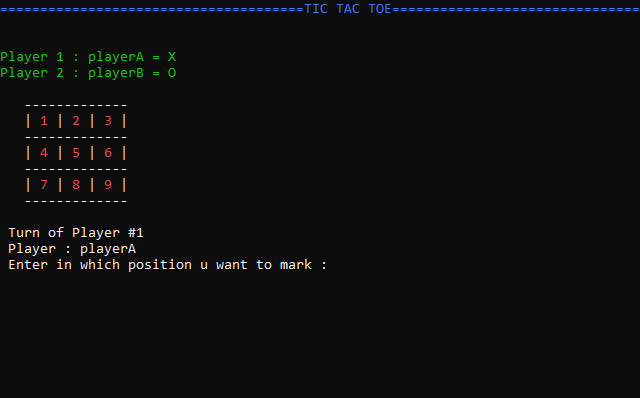 ======================================TIC TAC TOE===============================
Player 1 : playerA = X
Player 2 : playerB = O
-------------
| 1 | 2 | 3 |
-------------
| 4 | 5 | 6 |
-------------
| 7 | 8 | 9 |
-------------
Turn of Player #1
Player : playerA
Enter in which position u want to mark :